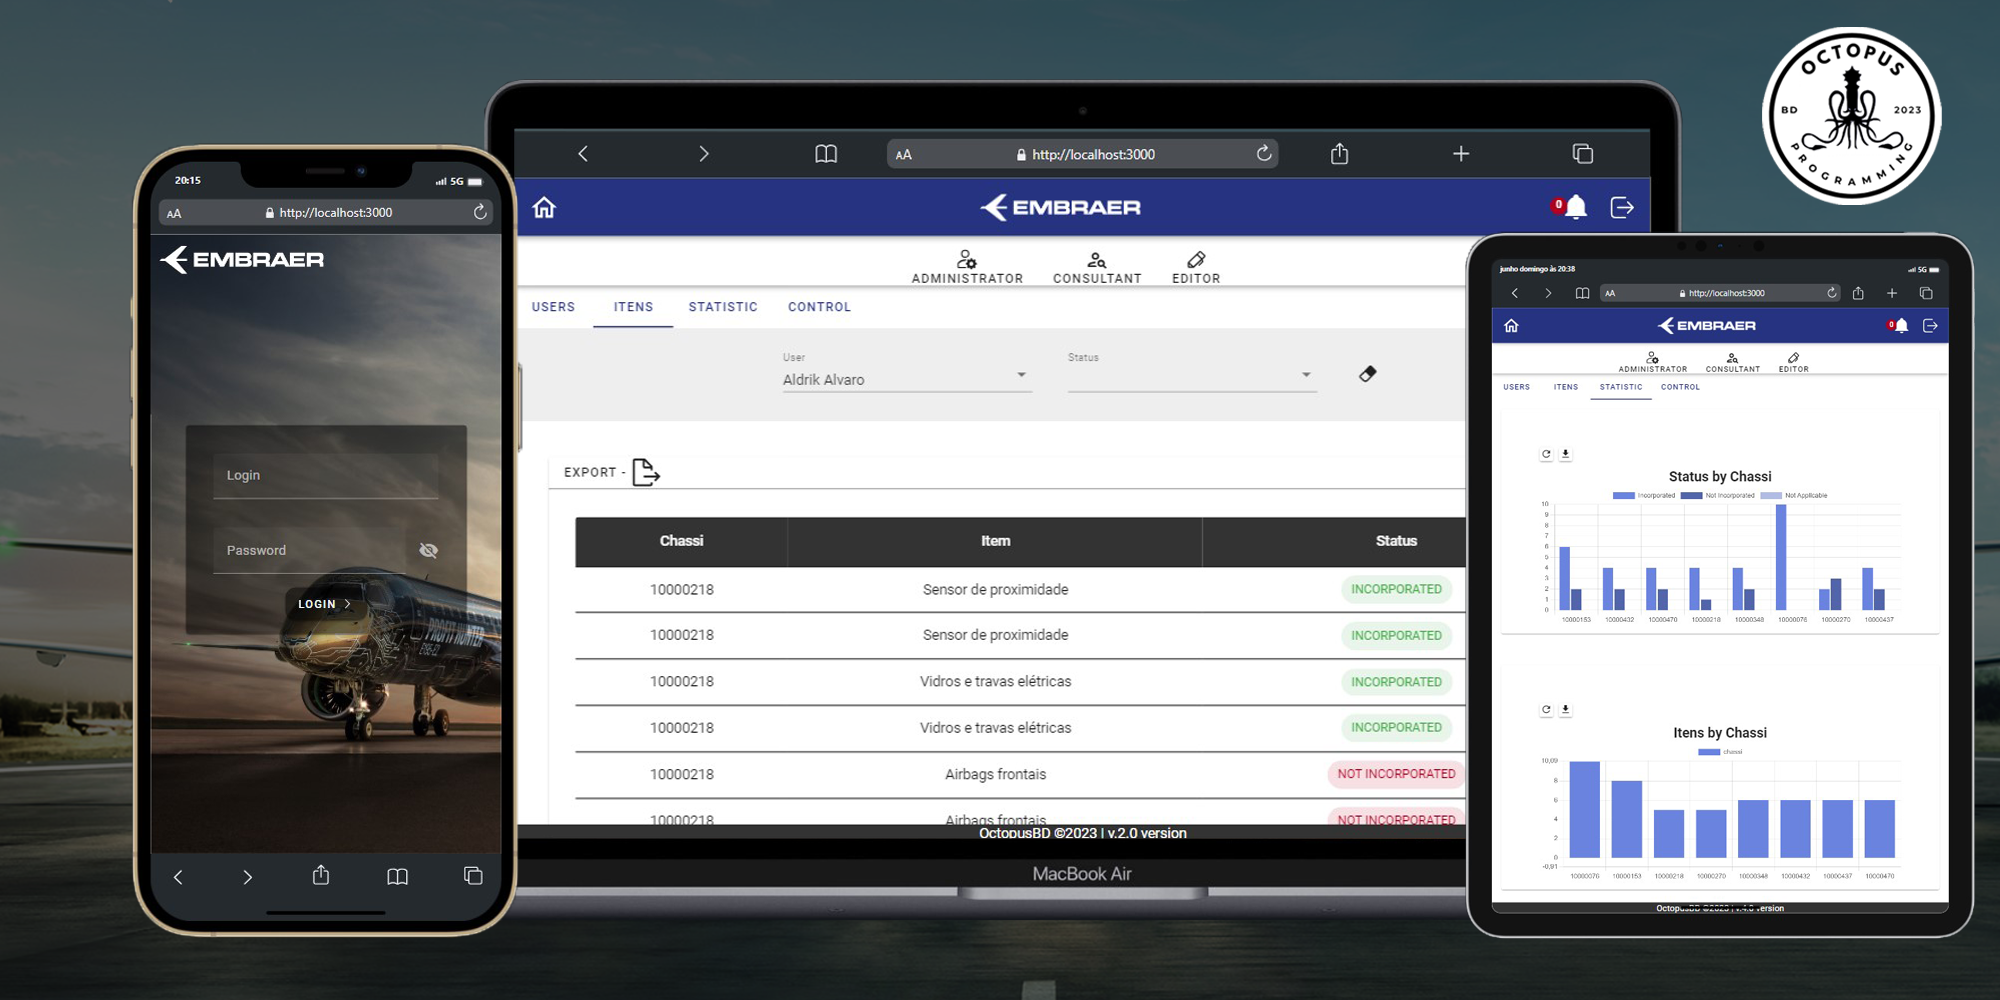 OCTOPUS
BD 2023
PROGRAMMING
20:15
5G
AA
http://localhost:3000
EMBRAER
Login
Password
LOGIN
PROFIT HUNTER
AA
http://localhost:3000
EMBRAER
0
ADMINISTRATOR CONSULTANT EDITOR
USERS ITENS STATISTIC CONTROL
User
Aldrik Alvaro
Status
EXPORT -
Chassi Item Status
10000218 Sensor de proximidade INCORPORATED
10000218 Sensor de proximidade INCORPORATED
10000218 Vidros e travas elétricas INCORPORATED
10000218 Vidros e travas elétricas INCORPORATED
10000218 Airbags frontais NOT INCORPORATED
10000218 Airbags frontais NOT INCORPORATED
OctopusBD ©2023 | v.2.0 version
MacBook Air
junho domingo às 20:38
5G
AA
http://localhost:3000
EMBRAER
0
ADMINISTRATOR CONSULTANT EDITOR
USERS ITENS STATISTIC CONTROL
Status by Chassi
Incorporated Not Incorporated Not Applicable
10
9
8
7
6
5
4
3
2
1
0
10000153 10000432 10000470 10000218 10000348 10000076 10000270 10000437
Itens by Chassi
chassi
10,09
8
6
4
2
0
-0,91
10000076 10000153 10000218 10000270 10000348 10000432 10000437 10000470
OctopusBD ©2023 | v.4.0 version